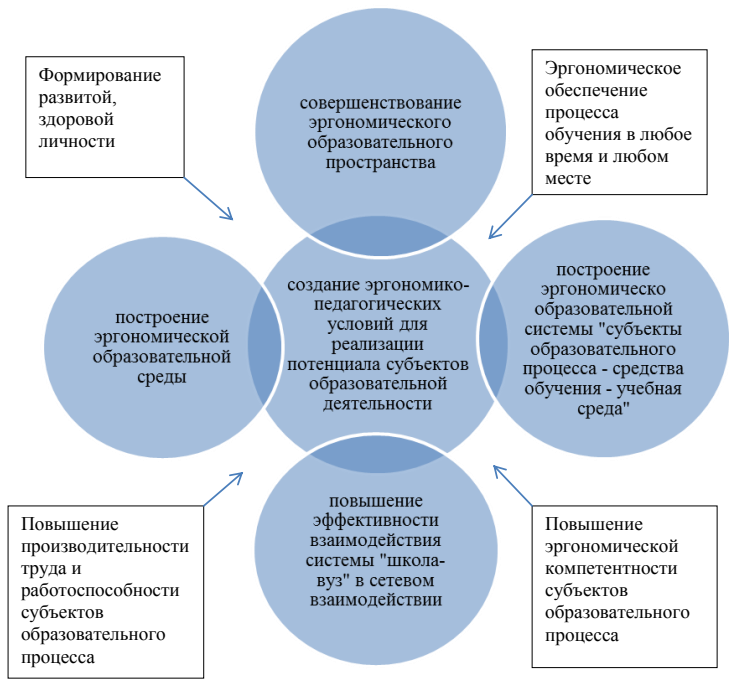 Формирование
развитой,
здоровой
личности
совершенствование
эргономического
образовательного
пространства
Эргономическое
обеспечение
процесса
обучения в любое
время и любом
месте
построение
эргономической
образовательной
среды
создание эргономико-
педагогических
условий для
реализации
потенциала субъектов
образовательной
деятельности
построение
эргономическо
образовательной
системы "субъекты
образовательного
процесса - средства
обучения - учебная
среда"
Повышение
производительности
труда и
работоспособности
субъектов
образовательного
процесса
повышение
эффективности
взаимодействия
системы "школа-
вуз" в сетевом
взаимодействии
Повышение
эргономической
компетентности
субъектов
образовательного
процесса